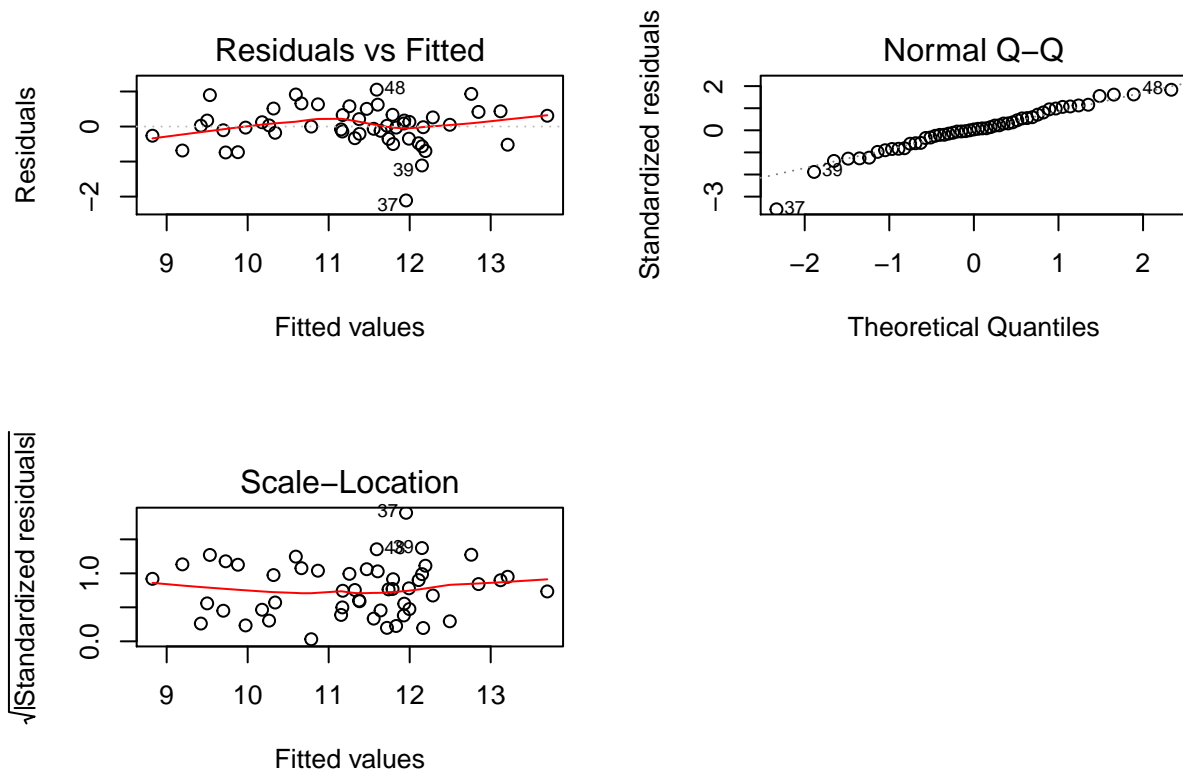 Residuals vs Fitted
Residuals
0
−2
48
39
37
9 10 11 12 13
Fitted values
Normal Q−Q
Standardized residuals
2
0
−3
48
39
37
−2 −1 0 1 2
Theoretical Quantiles
Scale−Location
√|Standardized residuals|
1.0
0.0
37
48
39
9 10 11 12 13
Fitted values